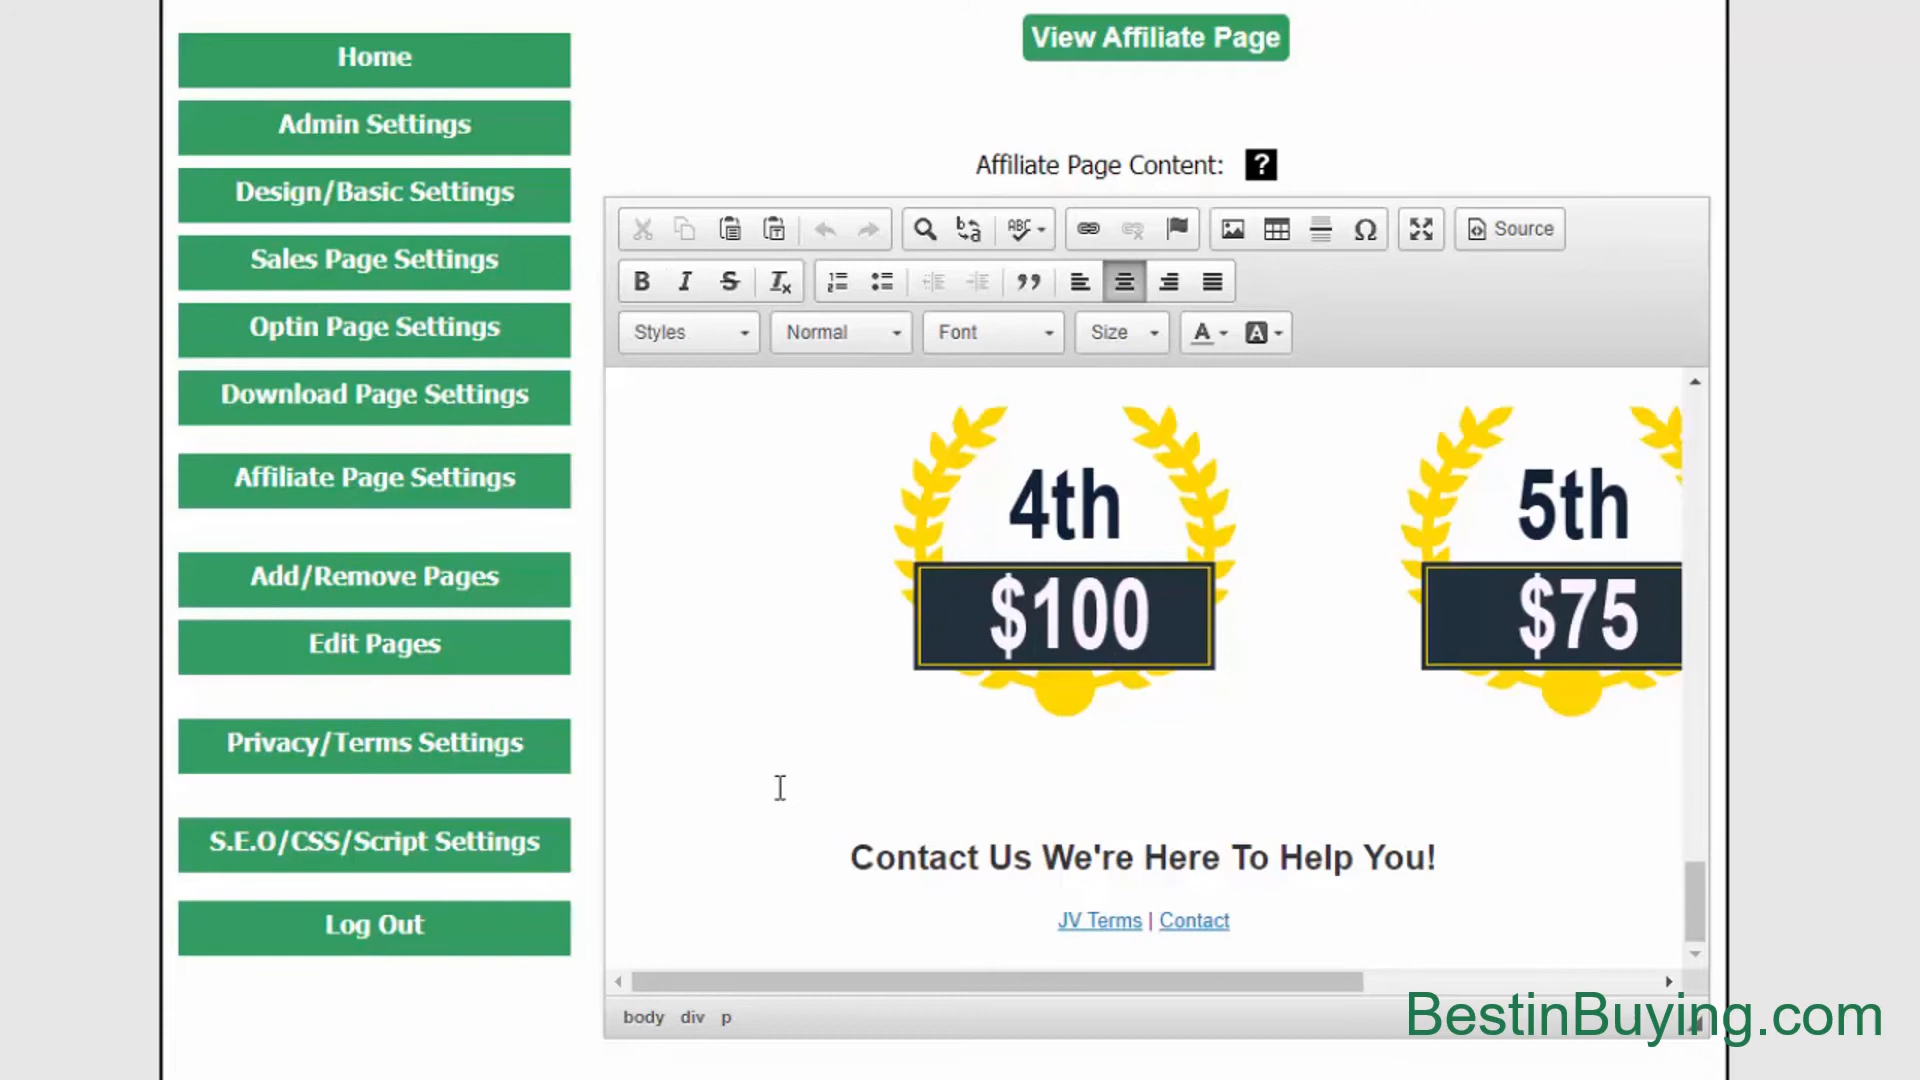 View Affiliate Page
Home
Admin Settings
Design/Basic Settings
Sales Page Settings
Optin Page Settings
Download Page Settings
Affiliate Page Settings
Add/Remove Pages
Edit Pages
Privacy/Terms Settings
S.E.O/CSS/Script Settings
Log Out
Affiliate Page Content: ?
ABC Ω Source
B I S Ix
Styles Normal Font Size A A
4th
$100
5th
$75
Contact Us We're Here To Help You!
JV Terms | Contact
body div p
BestinBuying.com